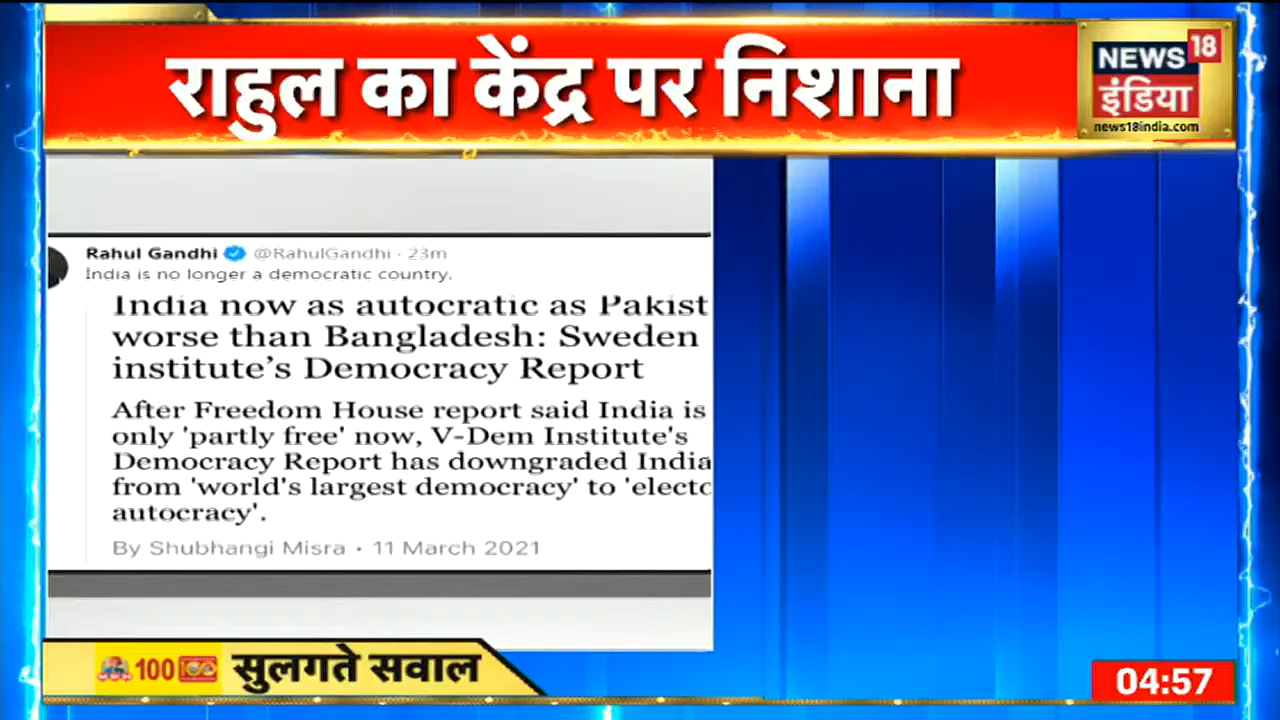 राहुल का केंद्र पर निशाना
NEWS 18
इंडिया
news18india.com
Rahul Gandhi @RahulGandhi · 23m
India is no longer a democratic country.
India now as autocratic as Pakist
worse than Bangladesh: Sweden
institute's Democracy Report
After Freedom House report said India is
only 'partly free' now, V-Dem Institute's
Democracy Report has downgraded India
from 'world's largest democracy' to 'electo
autocracy'.
By Shubhangi Misra • 11 March 2021
100 सुलगते सवाल
04:57